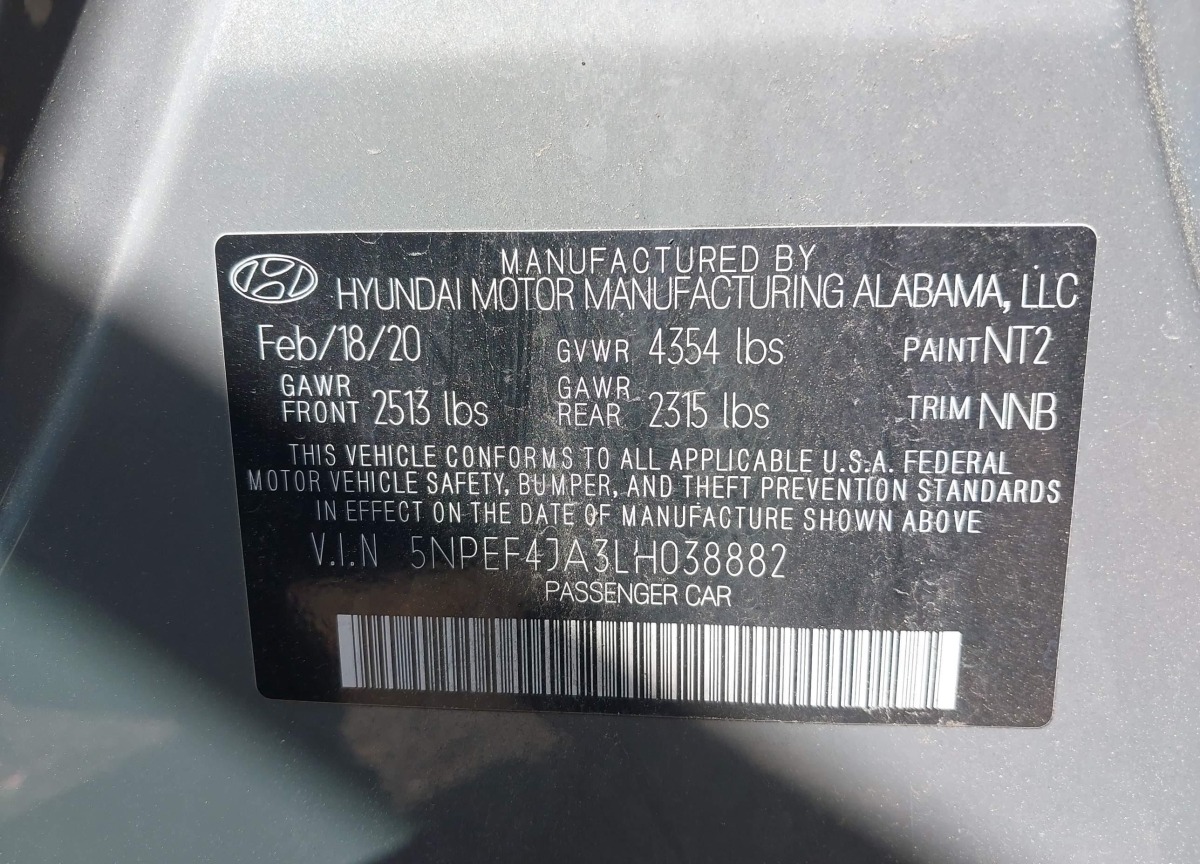 MANUFACTURED BY
HYUNDAI MOTOR MANUFACTURING ALABAMA, LLC
Feb/18/20 GVWR 4354 lbs PAINT NT2
GAWR FRONT 2513 lbs GAWR REAR 2315 lbs TRIM NNB
THIS VEHICLE CONFORMS TO ALL APPLICABLE U.S.A. FEDERAL
MOTOR VEHICLE SAFETY, BUMPER, AND THEFT PREVENTION STANDARDS
IN EFFECT ON THE DATE OF MANUFACTURE SHOWN ABOVE
V.I.N 5NPEF4JA3LH038882
PASSENGER CAR